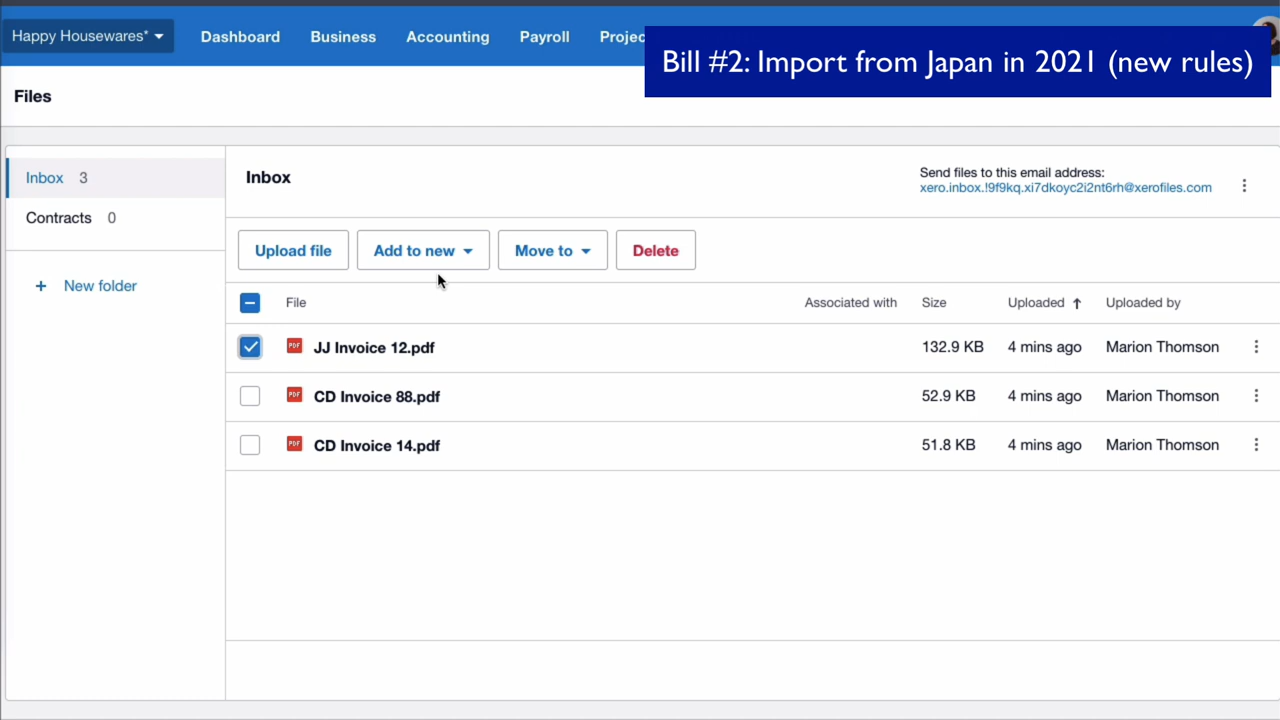 Happy Housewares*
Dashboard
Business
Accounting
Payroll
Bill #2: Import from Japan in 2021 (new rules)
Files
Inbox 3
Contracts 0
+ New folder
Inbox
Send files to this email address:
xero.inbox.!9f9kq.xi7dkoyc2i2nt6rh@xerofiles.com
Upload file
Add to new
Move to
Delete
File Associated with Size Uploaded ↑ Uploaded by
PDF JJ Invoice 12.pdf 132.9 KB 4 mins ago Marion Thomson
PDF CD Invoice 88.pdf 52.9 KB 4 mins ago Marion Thomson
PDF CD Invoice 14.pdf 51.8 KB 4 mins ago Marion Thomson